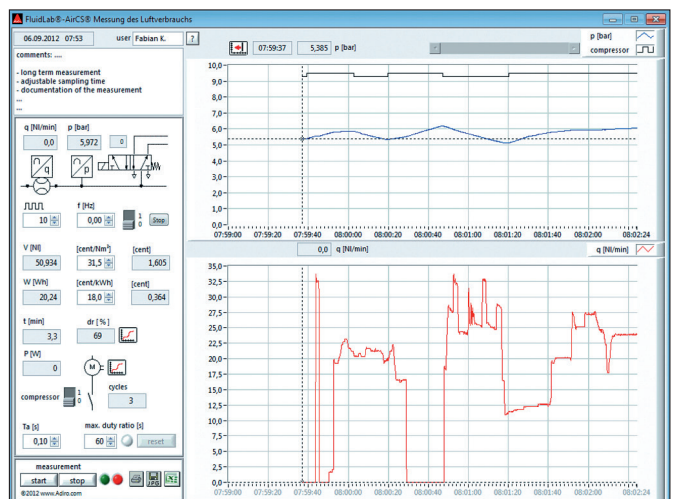 FluidLab®-AirCS® Messung des Luftverbrauchs
06.09.2012 07:53 user Fabian K. ?
comments: ....
- long term measurement
- adjustable sampling time
- documentation of the measurement
...
...
q [Nl/min] p [bar]
0,0 5,972 0
q p
10 f [Hz] 0,00 1 0 Stop
V [Nl] [cent/Nm³] [cent]
50,934 31,5 1,605
W [Wh] [cent/kWh] [cent]
20,24 18,0 0,364
t [min] dr [%]
3,3 69
P [W]
0 M
compressor 1 0 cycles
3
Ta [s] max. duty ratio [s]
0,10 60 reset
measurement
start stop JPG
©2012 www.Adiro.com
07:59:37 5,385 p [bar]
p [bar]
compressor
10,0
9,0
8,0
7,0
6,0
5,0
4,0
3,0
2,0
1,0
0,0
07:59:00 07:59:20 07:59:40 08:00:00 08:00:20 08:00:40 08:01:00 08:01:20 08:01:40 08:02:00 08:02:24
0,0 q [Nl/min] q [Nl/min]
35,0
32,5
30,0
27,5
25,0
22,5
20,0
17,5
15,0
12,5
10,0
7,5
5,0
2,5
0,0
07:59:00 07:59:20 07:59:40 08:00:00 08:00:20 08:00:40 08:01:00 08:01:20 08:01:40 08:02:00 08:02:24